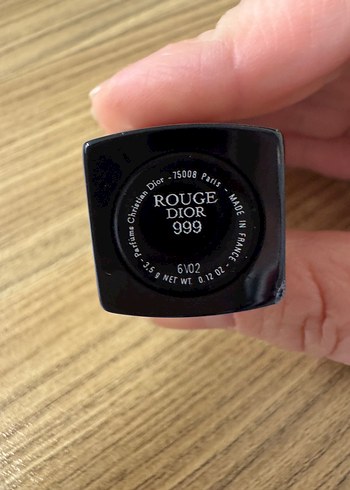 Parfums Christian Dior - 75008 Paris - MADE IN FRANCE - 3.5 g NET WT. 0.12 OZ -
ROUGE
DIOR
999
6V02